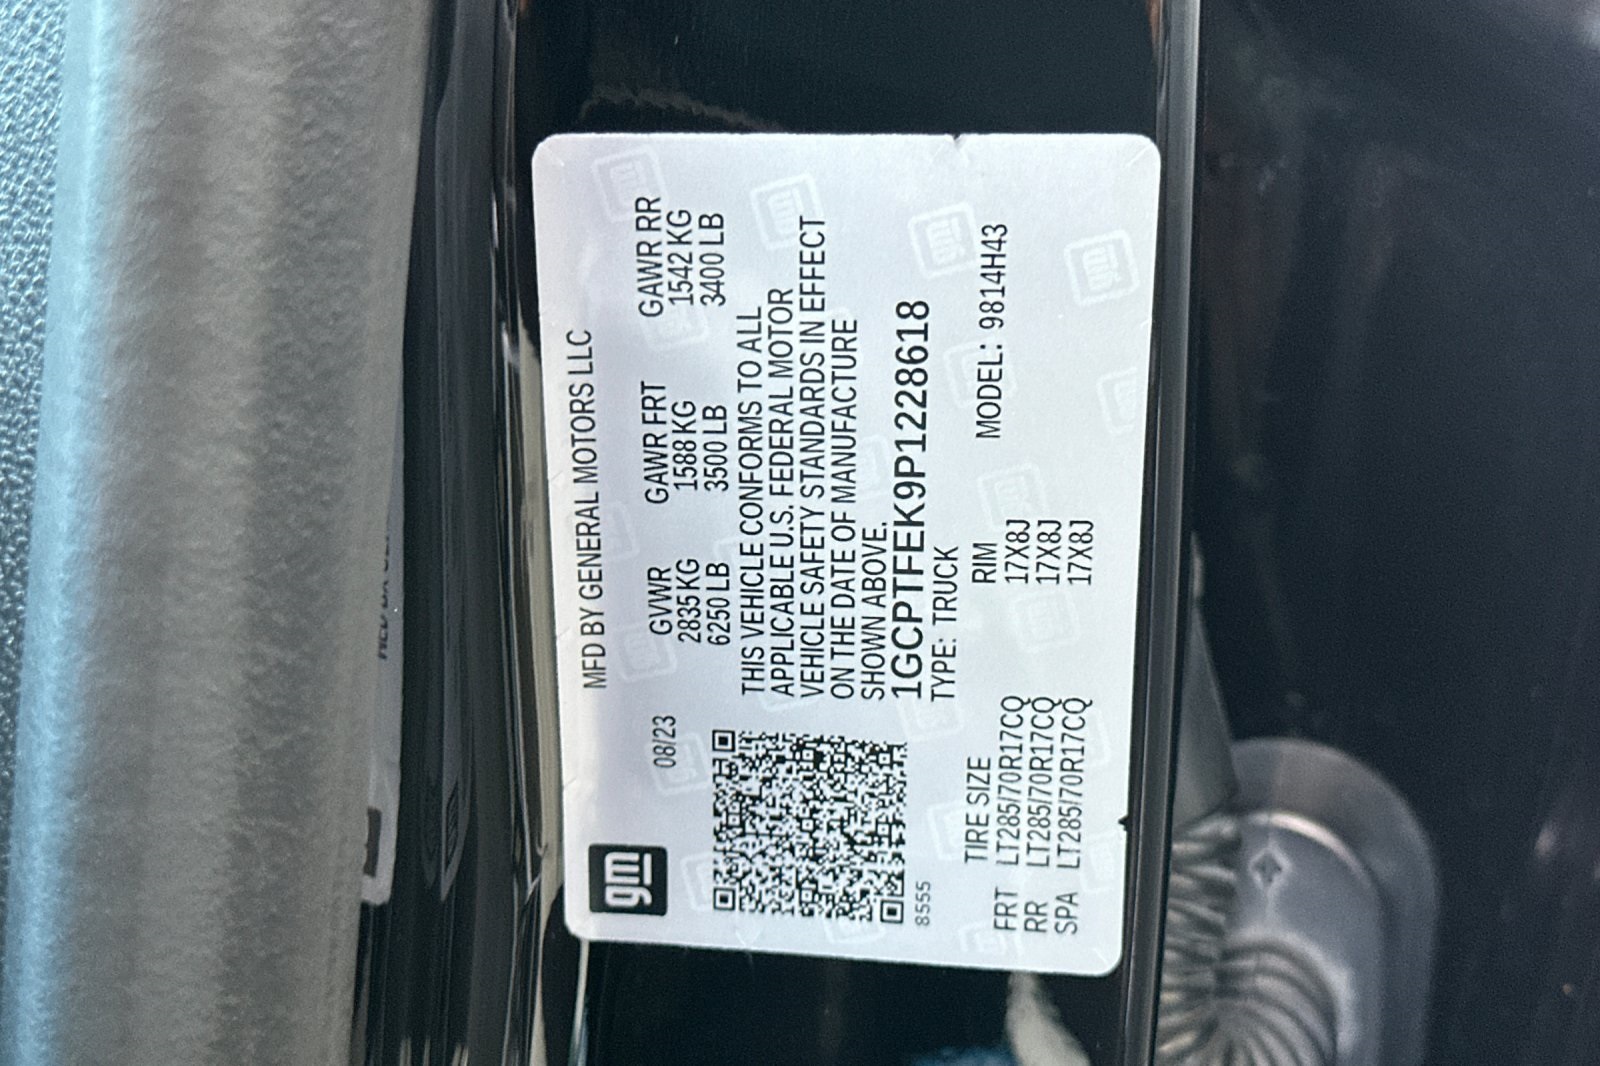 MFD BY GENERAL MOTORS LLC
gm
08/23
GVWR GAWR FRT GAWR RR
2835 KG 1588 KG 1542 KG
6250 LB 3500 LB 3400 LB
THIS VEHICLE CONFORMS TO ALL
APPLICABLE U.S. FEDERAL MOTOR
VEHICLE SAFETY STANDARDS IN EFFECT
ON THE DATE OF MANUFACTURE
SHOWN ABOVE.
1GCPTFEK9P1228618
8555
TYPE: TRUCK
MODEL: 9814H43
TIRE SIZE RIM
FRT LT285/70R17CQ 17X8J
RR LT285/70R17CQ 17X8J
SPA LT285/70R17CQ 17X8J